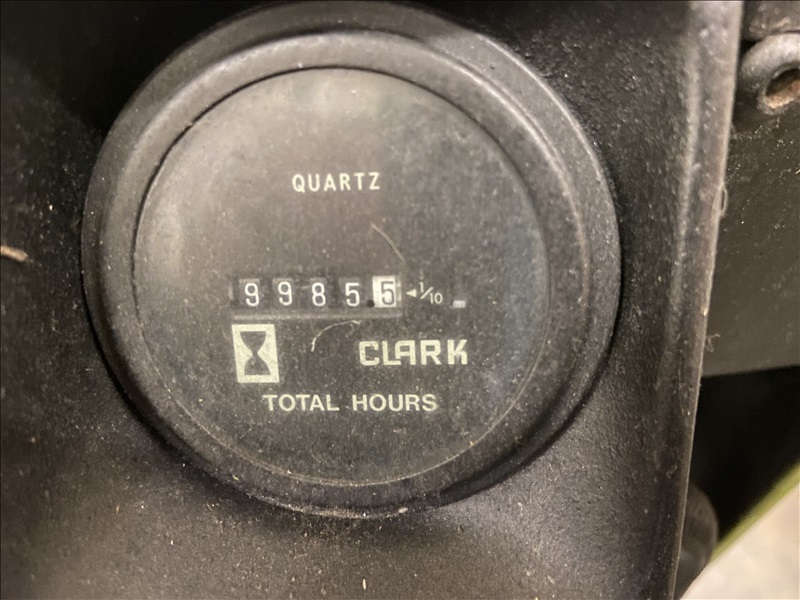 QUARTZ
99855 ◄1/10
CLARK
TOTAL HOURS